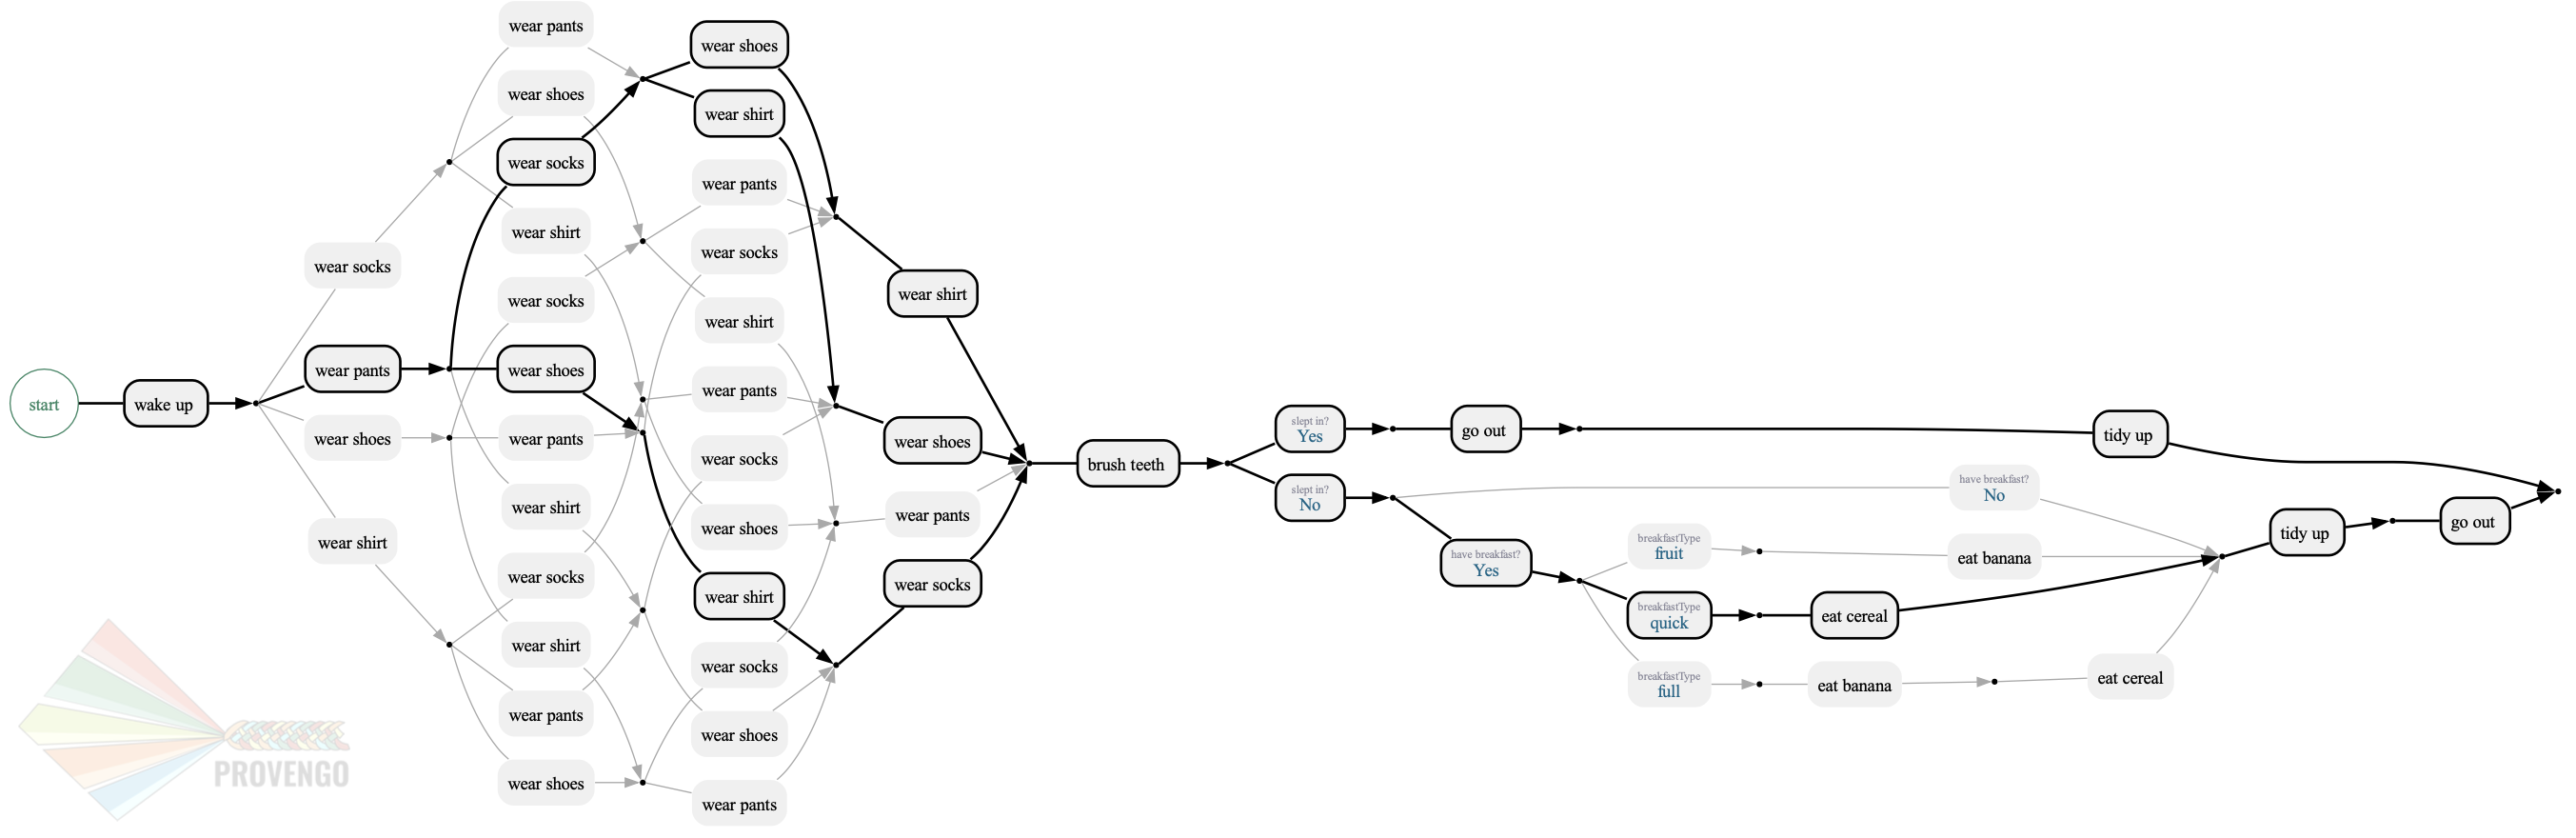 start
wake up
wear socks
wear pants
wear shoes
wear shirt
wear pants
wear shoes
wear socks
wear shirt
wear socks
wear shoes
wear pants
wear shirt
wear socks
wear shirt
wear pants
wear shoes
wear shoes
wear shirt
wear pants
wear socks
wear shirt
wear pants
wear socks
wear shoes
wear shirt
wear socks
wear shoes
wear pants
wear shirt
wear shoes
wear pants
wear socks
brush teeth
slept in?
Yes
slept in?
No
go out
have breakfast?
Yes
breakfastType
fruit
breakfastType
quick
breakfastType
full
eat cereal
eat banana
have breakfast?
No
eat banana
tidy up
eat cereal
tidy up
go out
PROVENGO